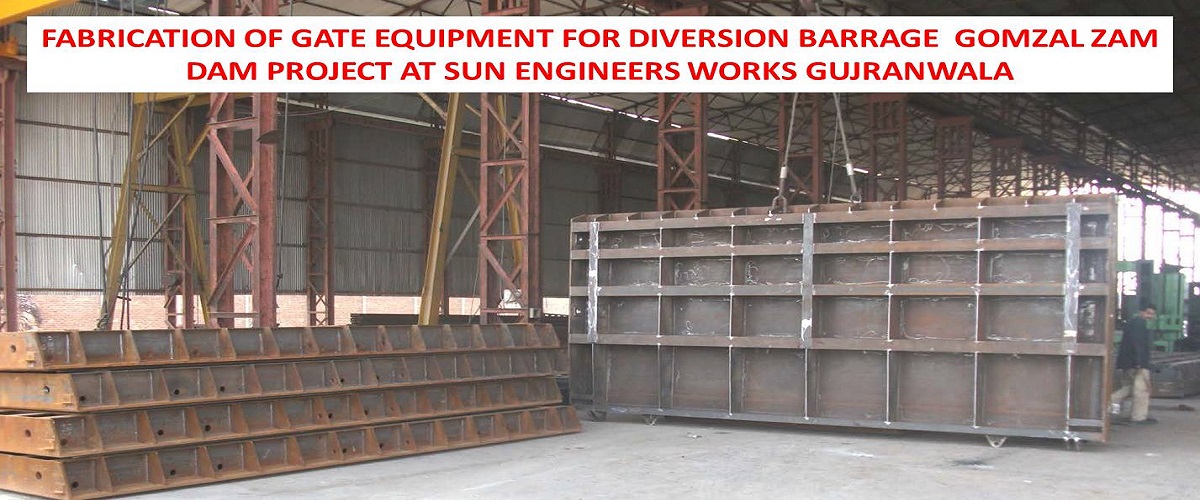 FABRICATION OF GATE EQUIPMENT FOR DIVERSION BARRAGE GOMZAL ZAM
DAM PROJECT AT SUN ENGINEERS WORKS GUJRANWALA